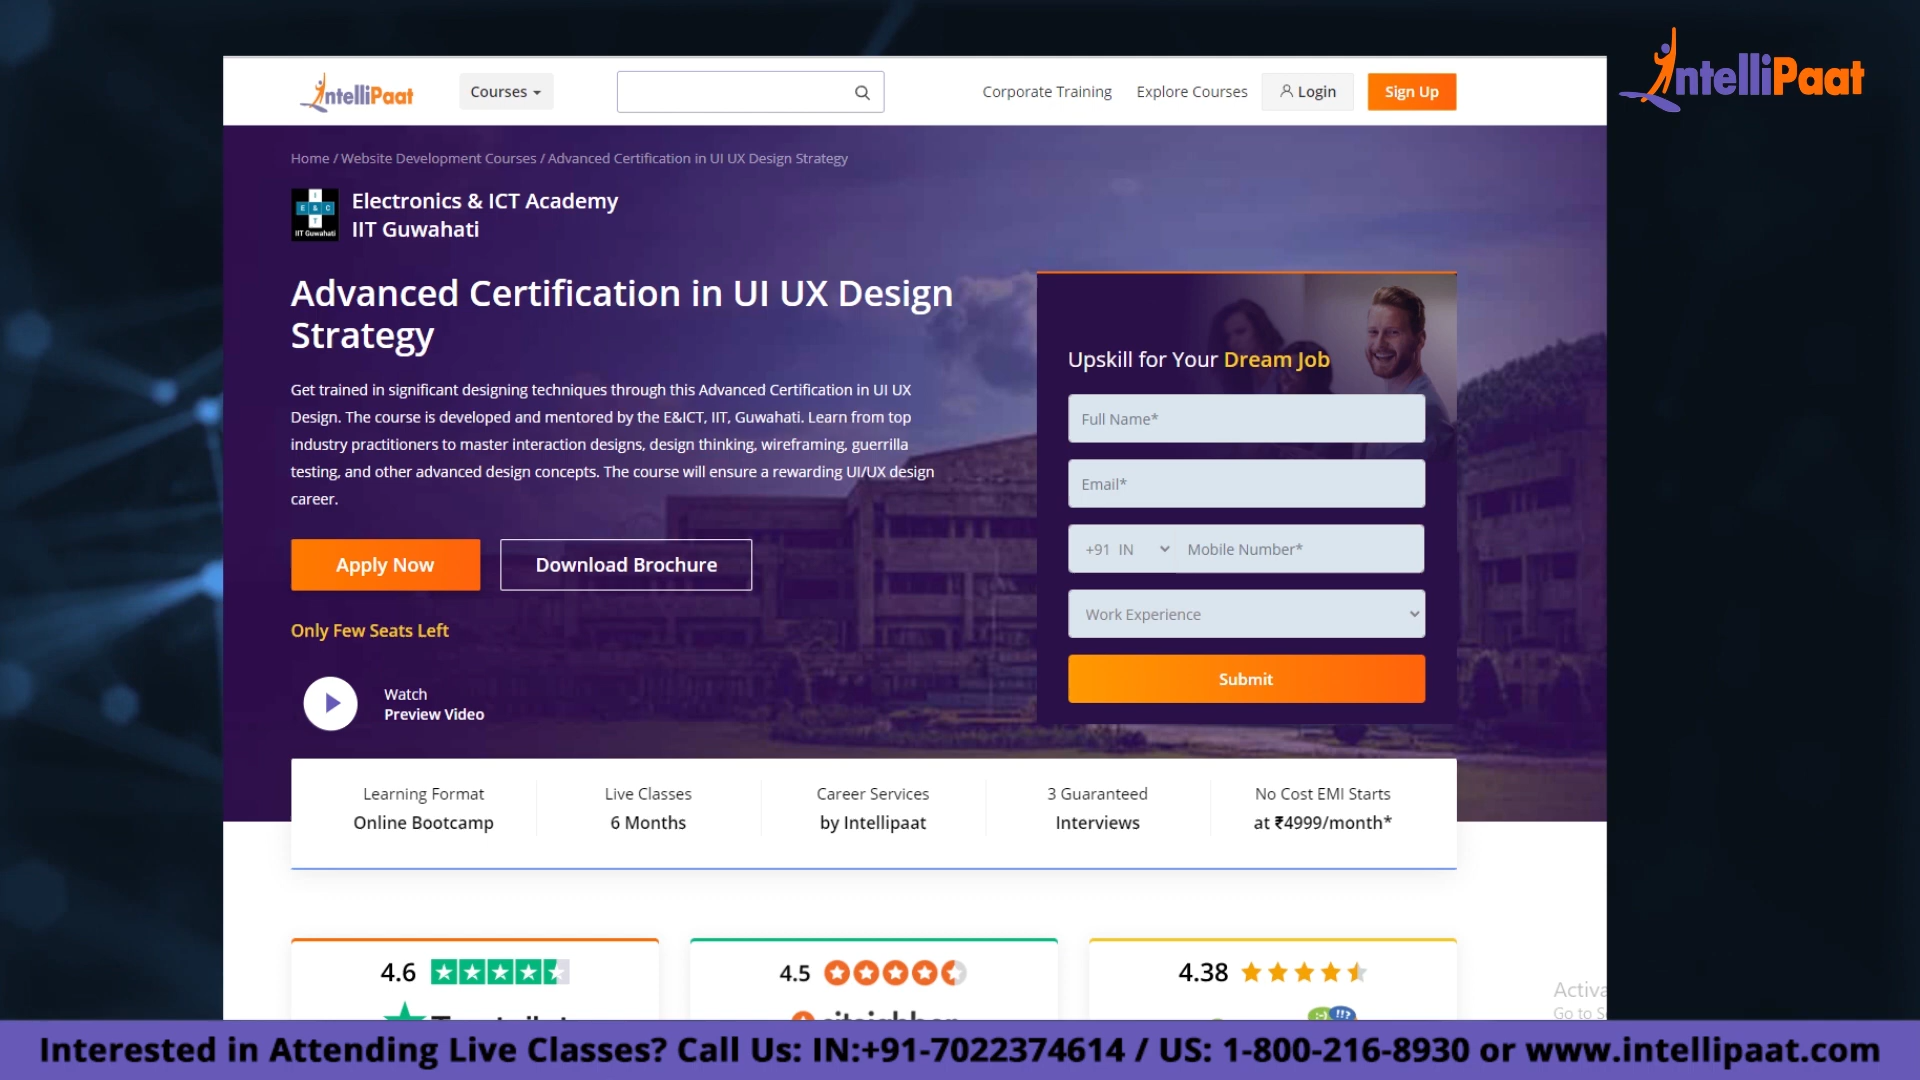 IntelliPaat
IntelliPaat
Courses
Corporate Training
Explore Courses
Login
Sign Up
Home / Website Development Courses / Advanced Certification in UI UX Design Strategy
I
E & C
T
IIT Guwahati
Electronics & ICT Academy
IIT Guwahati
Advanced Certification in UI UX Design
Strategy
Get trained in significant designing techniques through this Advanced Certification in UI UX
Design. The course is developed and mentored by the E&ICT, IIT, Guwahati. Learn from top
industry practitioners to master interaction designs, design thinking, wireframing, guerrilla
testing, and other advanced design concepts. The course will ensure a rewarding UI/UX design
career.
Apply Now
Download Brochure
Only Few Seats Left
Watch
Preview Video
Upskill for Your Dream Job
Full Name*
Email*
+91 IN
Mobile Number*
Work Experience
Submit
Learning Format
Online Bootcamp
Live Classes
6 Months
Career Services
by Intellipaat
3 Guaranteed
Interviews
No Cost EMI Starts
at ₹4999/month*
4.6
4.5
4.38
Interested in Attending Live Classes? Call Us: IN:+91-7022374614 / US: 1-800-216-8930 or www.intellipaat.com